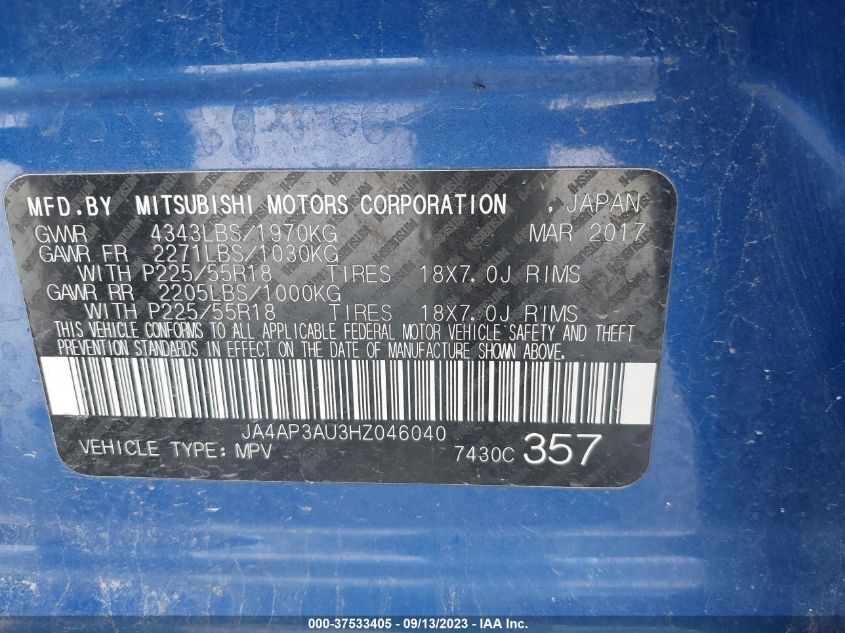 MFD.BY MITSUBISHI MOTORS CORPORATION , JAPAN
GVWR 4343LBS/1970KG MAR 2017
GAWR FR 2271LBS/1030KG
WITH P225/55R18 TIRES 18X7.0J RIMS
GAWR RR 2205LBS/1000KG
WITH P225/55R18 TIRES 18X7.0J RIMS
THIS VEHICLE CONFORMS TO ALL APPLICABLE FEDERAL MOTOR VEHICLE SAFETY AND THEFT
PREVENTION STANDARDS IN EFFECT ON THE DATE OF MANUFACTURE SHOWN ABOVE.
JA4AP3AU3HZ046040
VEHICLE TYPE: MPV 7430C 357
000-37533405 - 09/13/2023 - IAA Inc.